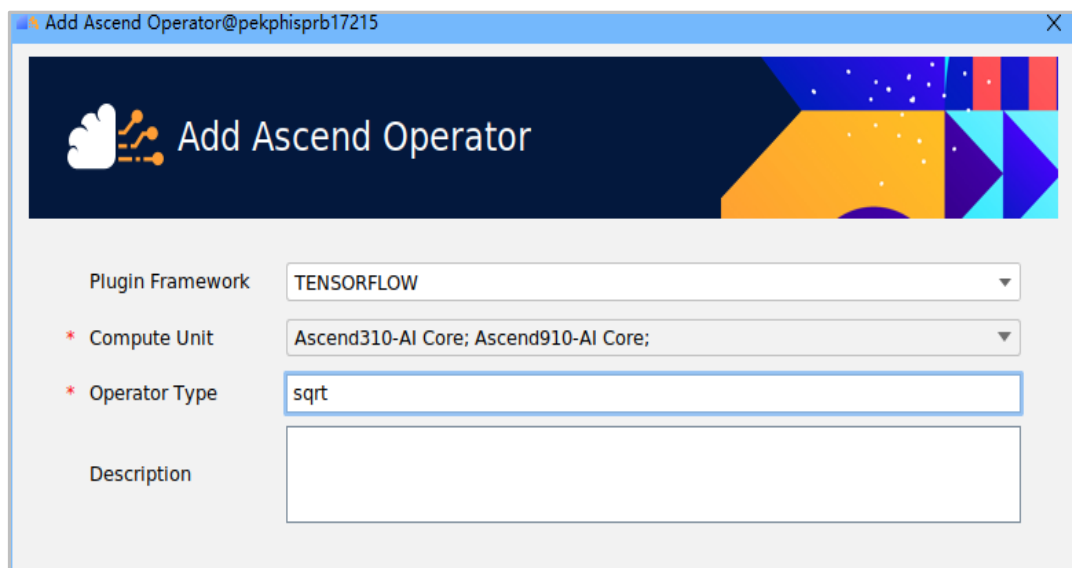 Add Ascend Operator@pekphisprb17215
Add Ascend Operator
Plugin Framework TENSORFLOW
* Compute Unit Ascend310-AI Core; Ascend910-AI Core;
* Operator Type sqrt
Description